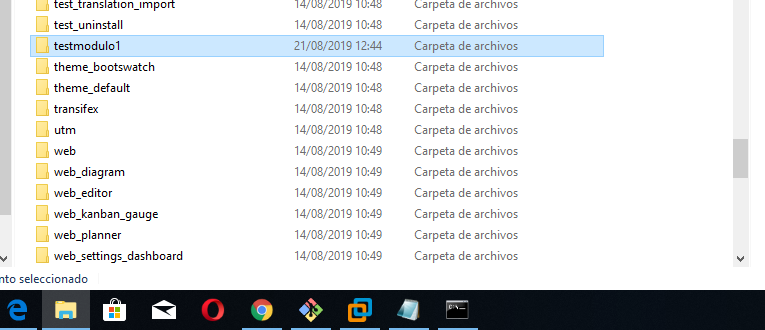 test_translation_import 14/08/2019 10:48 Carpeta de archivos
test_uninstall 14/08/2019 10:48 Carpeta de archivos
testmodulo1 21/08/2019 12:44 Carpeta de archivos
theme_bootswatch 14/08/2019 10:48 Carpeta de archivos
theme_default 14/08/2019 10:48 Carpeta de archivos
transifex 14/08/2019 10:48 Carpeta de archivos
utm 14/08/2019 10:48 Carpeta de archivos
web 14/08/2019 10:49 Carpeta de archivos
web_diagram 14/08/2019 10:49 Carpeta de archivos
web_editor 14/08/2019 10:49 Carpeta de archivos
web_kanban_gauge 14/08/2019 10:49 Carpeta de archivos
web_planner 14/08/2019 10:49 Carpeta de archivos
web_settings_dashboard 14/08/2019 10:49 Carpeta de archivos
nto seleccionado